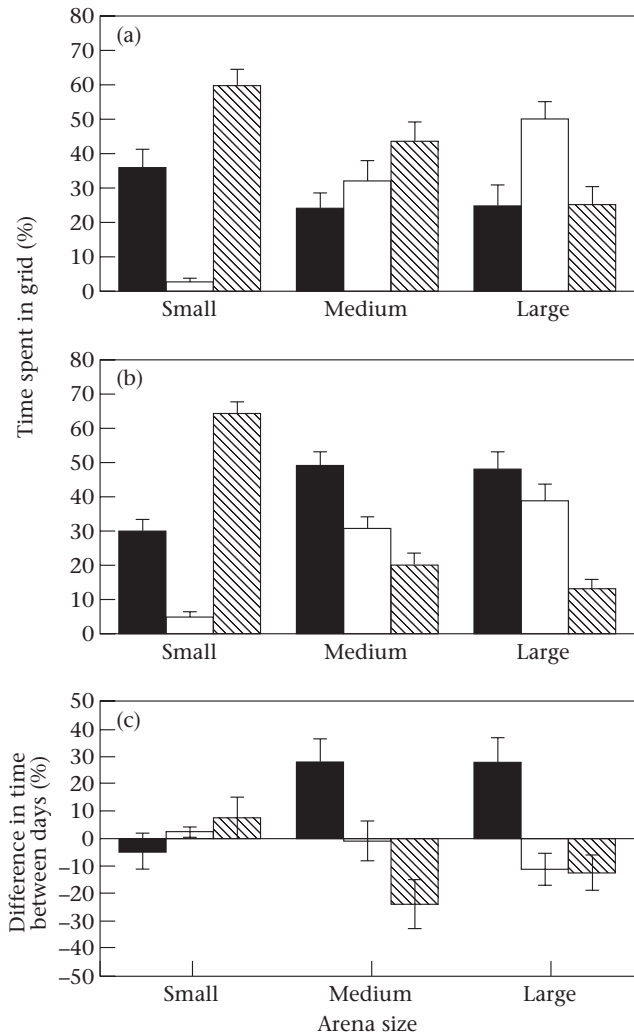 80
(a)
70
60
50
40
30
20
10
0
Small Medium Large
Time spent in grid (%)
80
(b)
70
60
50
40
30
20
10
0
Small Medium Large
50
(c)
40
30
20
10
0
−10
−20
−30
−40
−50
Difference in time
between days (%)
Small Medium Large
Arena size